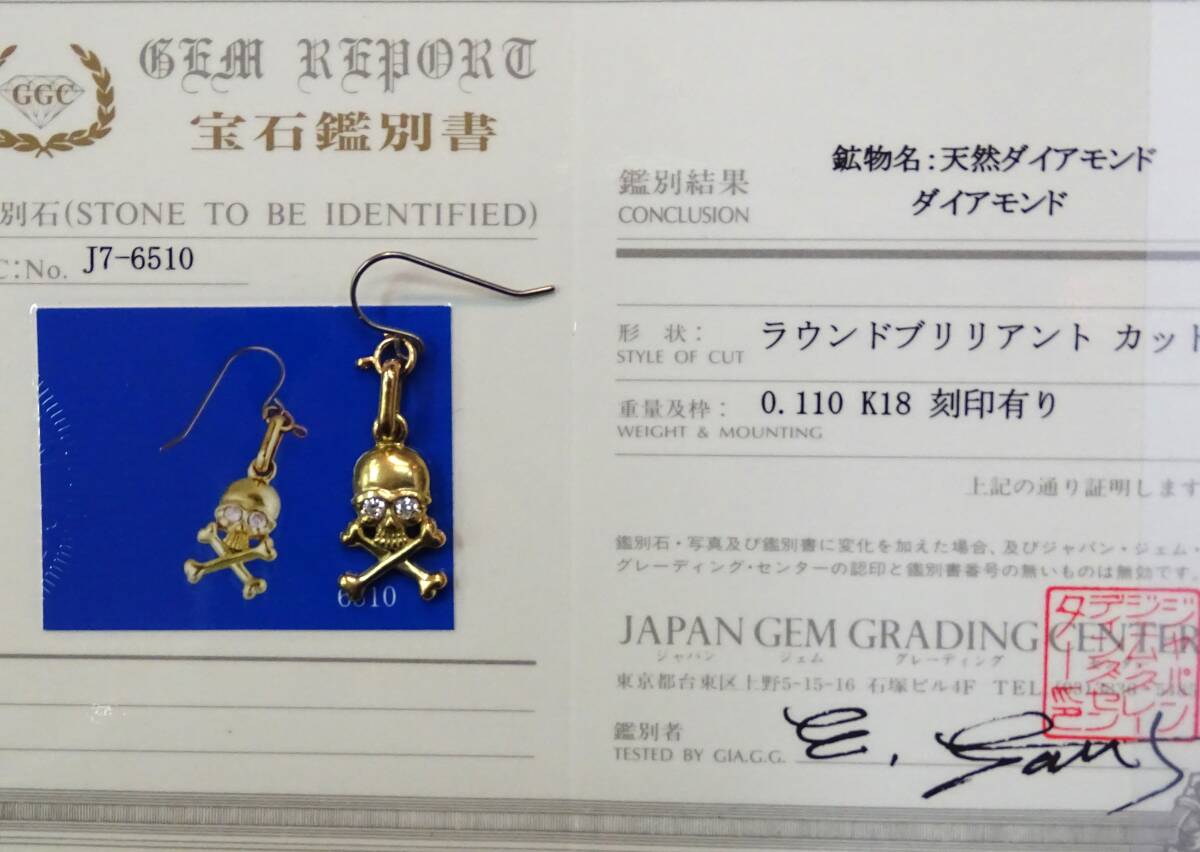 GGC
GEM REPORT
宝石鑑別書
別石(STONE TO BE IDENTIFIED)
C:No. J7-6510
6510
鑑別結果
CONCLUSION
鉱物名:天然ダイアモンド
ダイアモンド
形 状:
STYLE OF CUT
ラウンドブリリアント カット
重量及枠:
WEIGHT & MOUNTING
0.110 K18 刻印有り
上記の通り証明します
鑑別石・写真及び鑑別書に変化を加えた場合、及びジャパン・ジェム・
グレーディング・センターの認印と鑑別書番号の無いものは無効です。
JAPAN GEM GRADING CENTER
ジャパン ジェム グレーディング
東京都台東区上野5-15-16 石塚ビル4F TEL
鑑別者
TESTED BY GIA.G.G.